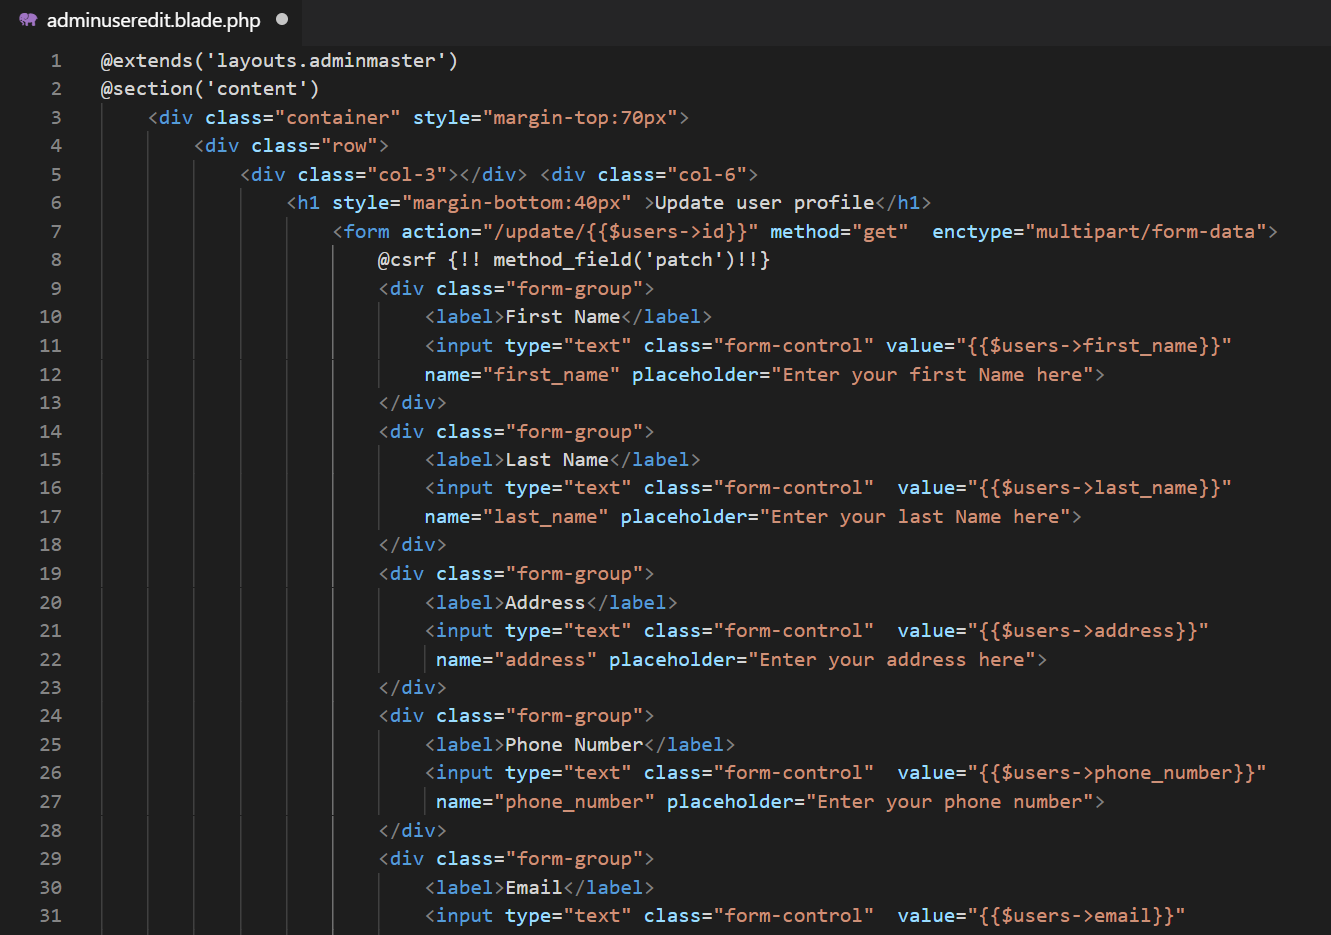 adminuseredit.blade.php
1 @extends('layouts.adminmaster')
2 @section('content')
3 <div class="container" style="margin-top:70px">
4 <div class="row">
5 <div class="col-3"></div> <div class="col-6">
6 <h1 style="margin-bottom:40px" >Update user profile</h1>
7 <form action="/update/{{$users->id}}" method="get"  enctype="multipart/form-data">
8 @csrf {!! method_field('patch')!!}
9 <div class="form-group">
10 <label>First Name</label>
11 <input type="text" class="form-control" value="{{$users->first_name}}"
12 name="first_name" placeholder="Enter your first Name here">
13 </div>
14 <div class="form-group">
15 <label>Last Name</label>
16 <input type="text" class="form-control"  value="{{$users->last_name}}"
17 name="last_name" placeholder="Enter your last Name here">
18 </div>
19 <div class="form-group">
20 <label>Address</label>
21 <input type="text" class="form-control"  value="{{$users->address}}"
22 name="address" placeholder="Enter your address here">
23 </div>
24 <div class="form-group">
25 <label>Phone Number</label>
26 <input type="text" class="form-control"  value="{{$users->phone_number}}"
27 name="phone_number" placeholder="Enter your phone number">
28 </div>
29 <div class="form-group">
30 <label>Email</label>
31 <input type="text" class="form-control"  value="{{$users->email}}"